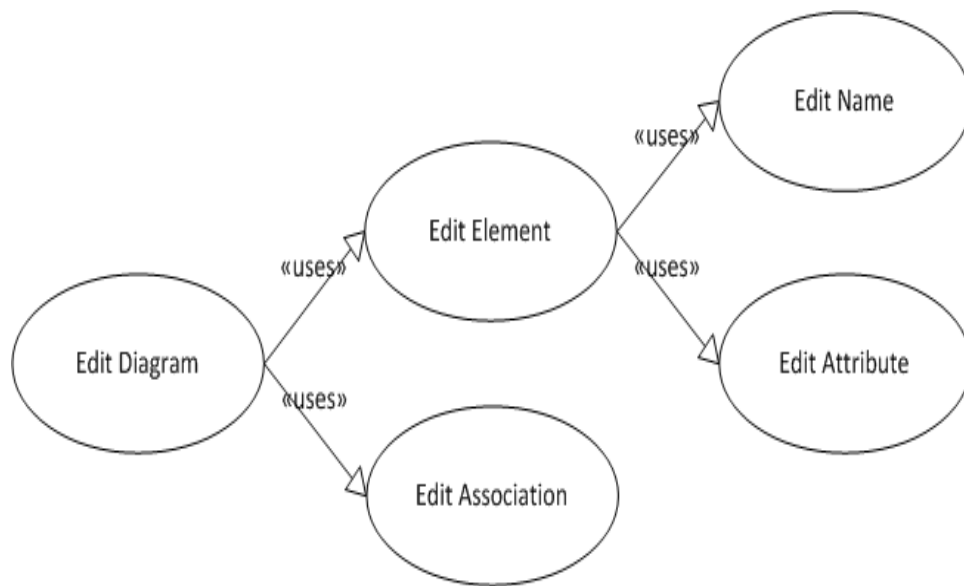 Edit Name
«uses»
Edit Element
«uses»
«uses»
Edit Diagram
Edit Attribute
«uses»
Edit Association